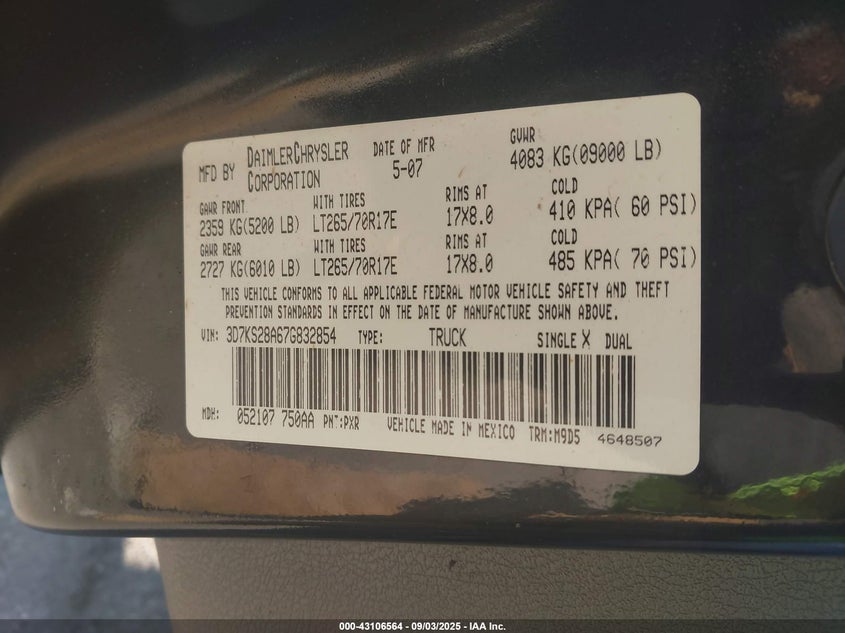 MFD BY DAIMLERCHRYSLER CORPORATION DATE OF MFR 5-07 GVWR 4083 KG(09000 LB)
GAWR FRONT WITH TIRES RIMS AT COLD
2359 KG(5200 LB) LT265/70R17E 17X8.0 410 KPA( 60 PSI)
GAWR REAR WITH TIRES RIMS AT COLD
2727 KG(6010 LB) LT265/70R17E 17X8.0 485 KPA( 70 PSI)
THIS VEHICLE CONFORMS TO ALL APPLICABLE FEDERAL MOTOR VEHICLE SAFETY AND THEFT
PREVENTION STANDARDS IN EFFECT ON THE DATE OF MANUFACTURE SHOWN ABOVE.
VIN: 3D7KS28A67G832854 TYPE: TRUCK SINGLE X DUAL
MDH: 052107 750AA PNT:PXR VEHICLE MADE IN MEXICO TRM:M9D5 4648507
000-43106564 - 09/03/2025 - IAA Inc.